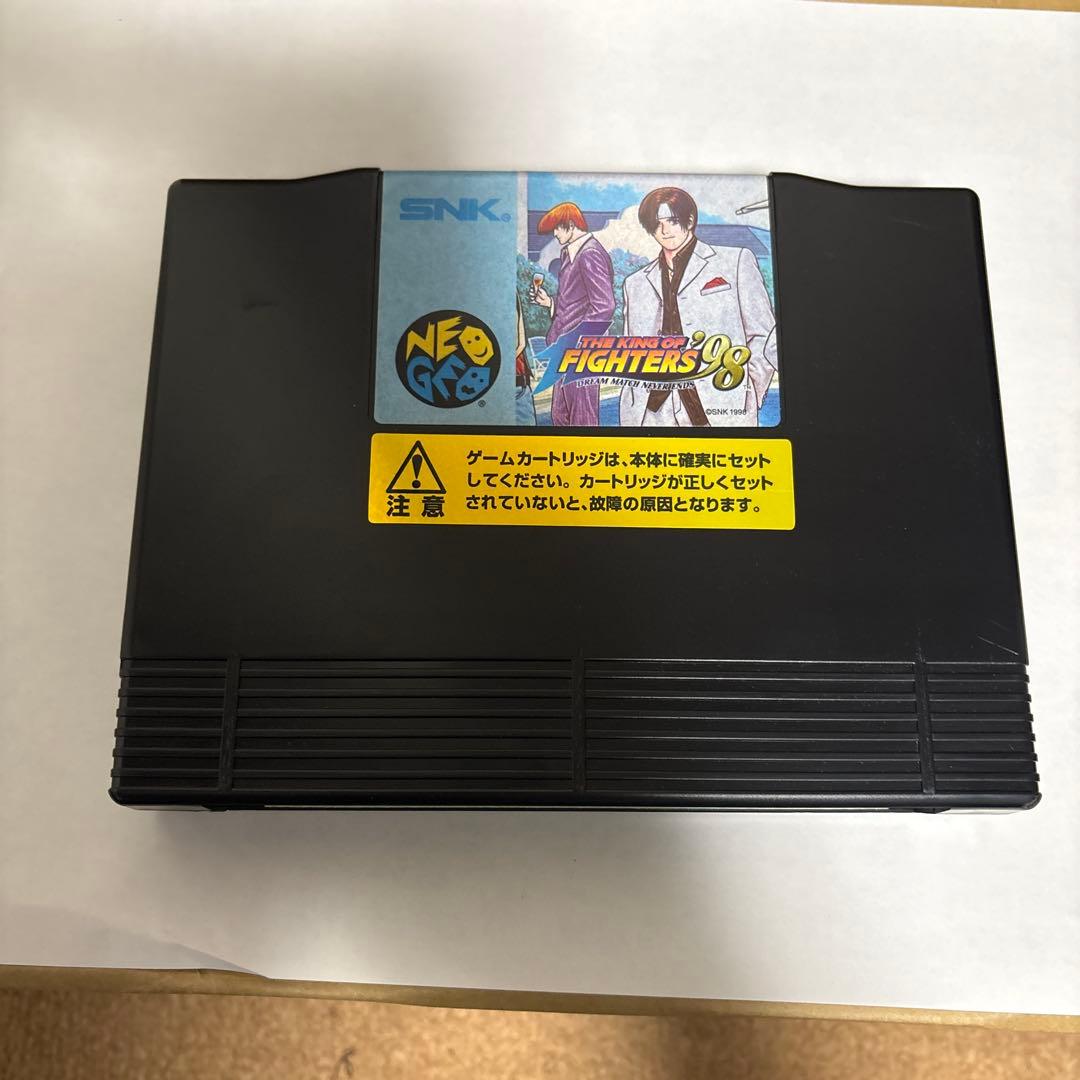 SNK®
NEO
GEO®
THE KING OF
FIGHTERS '98
DREAM MATCH NEVER ENDS
TM
©SNK 1998
注意
ゲームカートリッジは、本体に確実にセット
してください。カートリッジが正しくセット
されていないと、故障の原因となります。